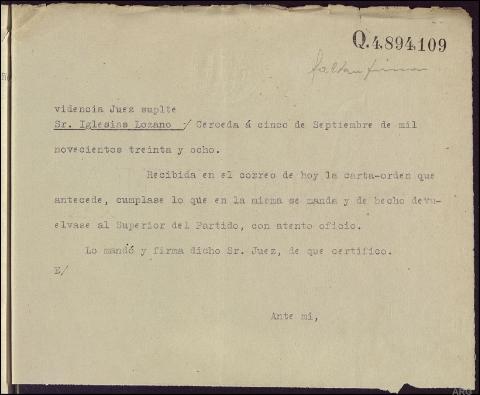 Q.4894109
faltan firmas
videncia Juez suplte
Sr. Iglesias Lozano / Cerceda á cinco de Septiembre de mil
novecientos treinta y ocho.
Recibida en el correo de hoy la carta-orden que
antecede, cumplase lo que en la misma se manda y de hecho devu-
elvase al Superior del Partido, con atento oficio.
Lo mandó y firma dicho Sr. Juez, de que certifico.
E/
Ante mi,
ARG